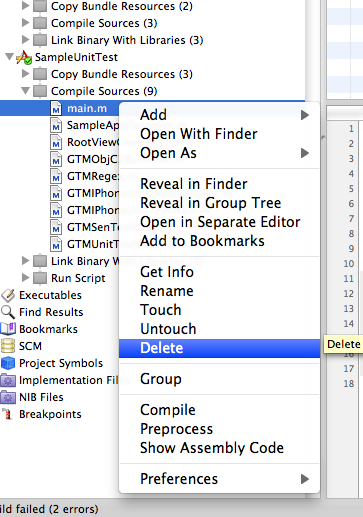 Copy Bundle Resources (2)
Compile Sources (3)
Link Binary With Libraries (3)
SampleUnitTest
Copy Bundle Resources (3)
Compile Sources (9)
main.m
SampleAp
RootViewC
GTMObjC
GTMRege
GTMIPhon
GTMIPhon
GTMSenTe
GTMUnitT
Link Binary W
Run Script
Executables
Find Results
Bookmarks
SCM
Project Symbols
Implementation Fil
NIB Files
Breakpoints
ild failed (2 errors)
Add
Open With Finder
Open As
Reveal in Finder
Reveal in Group Tree
Open in Separate Editor
Add to Bookmarks
Get Info
Rename
Touch
Untouch
Delete
Group
Compile
Preprocess
Show Assembly Code
Preferences
Delete
1
2
3
4
5
6
7
8
9
10
11
12
13
14
17
18